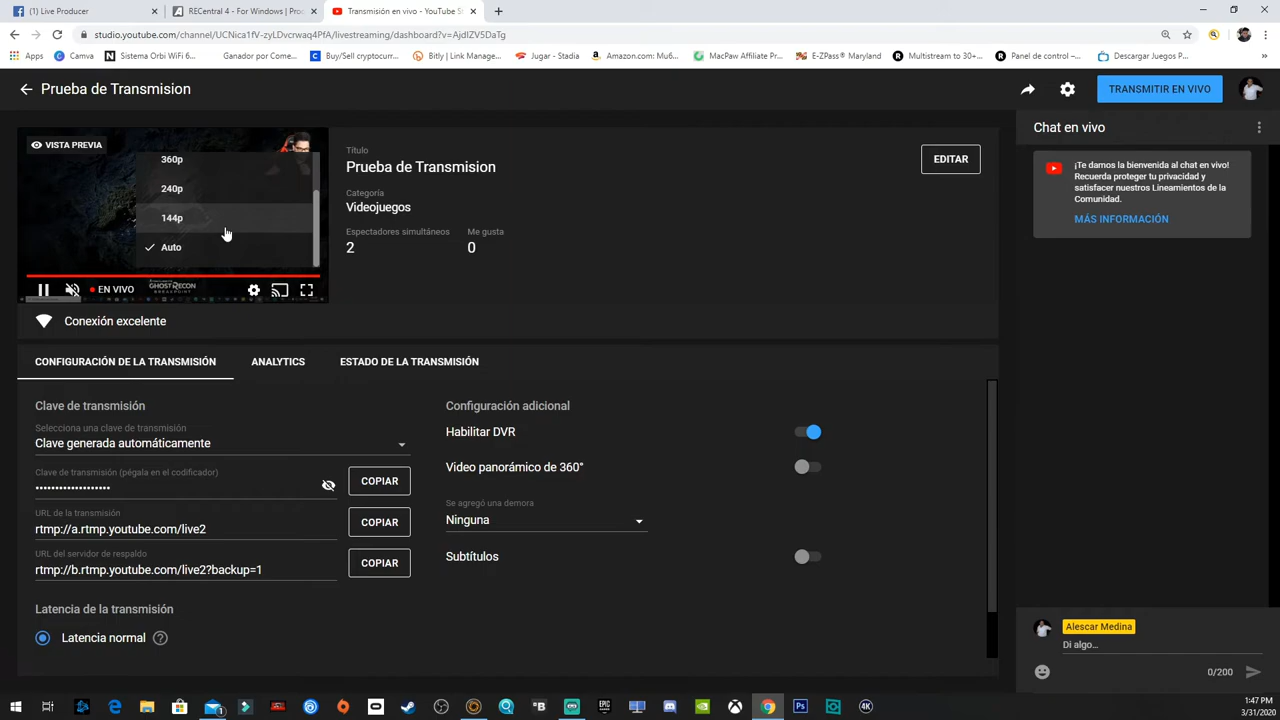 (1) Live Producer
RECentral 4 - For Windows | Pro
Transmisión en vivo - YouTube S
studio.youtube.com/channel/UCNica1fV-zyLDvcrwaq4PfA/livestreaming/dashboard?v=AjdIZV5DaTg
Apps
Canva
Sistema Orbi WiFi 6...
Ganador por Come...
Buy/Sell cryptocurr...
Bitly | Link Manage...
Jugar - Stadia
Amazon.com: Mu6...
MacPaw Affiliate Pr...
E-ZPass® Maryland
Multistream to 30+...
Panel de control –...
Descargar Juegos P...
Prueba de Transmision
TRANSMITIR EN VIVO
VISTA PREVIA
360p
240p
144p
Auto
EN VIVO
GHOST RECON
BREAKPOINT
Conexión excelente
Título
Prueba de Transmision
EDITAR
Categoría
Videojuegos
Espectadores simultáneos
Me gusta
2
0
Chat en vivo
¡Te damos la bienvenida al chat en vivo!
Recuerda proteger tu privacidad y
satisfacer nuestros Lineamientos de la
Comunidad.
MÁS INFORMACIÓN
CONFIGURACIÓN DE LA TRANSMISIÓN
ANALYTICS
ESTADO DE LA TRANSMISIÓN
Clave de transmisión
Selecciona una clave de transmisión
Clave generada automáticamente
Clave de transmisión (pégala en el codificador)
•••••••••••••••••••
COPIAR
URL de la transmisión
rtmp://a.rtmp.youtube.com/live2
COPIAR
URL del servidor de respaldo
rtmp://b.rtmp.youtube.com/live2?backup=1
COPIAR
Latencia de la transmisión
Latencia normal
Configuración adicional
Habilitar DVR
Video panorámico de 360°
Se agregó una demora
Ninguna
Subtítulos
Alescar Medina
Di algo...
0/200
1:47 PM
3/31/2020